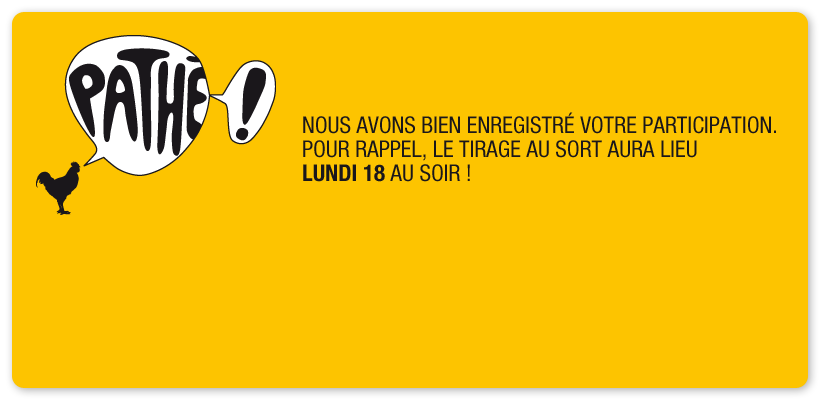 PATHÉ!
NOUS AVONS BIEN ENREGISTRÉ VOTRE PARTICIPATION.
POUR RAPPEL, LE TIRAGE AU SORT AURA LIEU
LUNDI 18 AU SOIR !